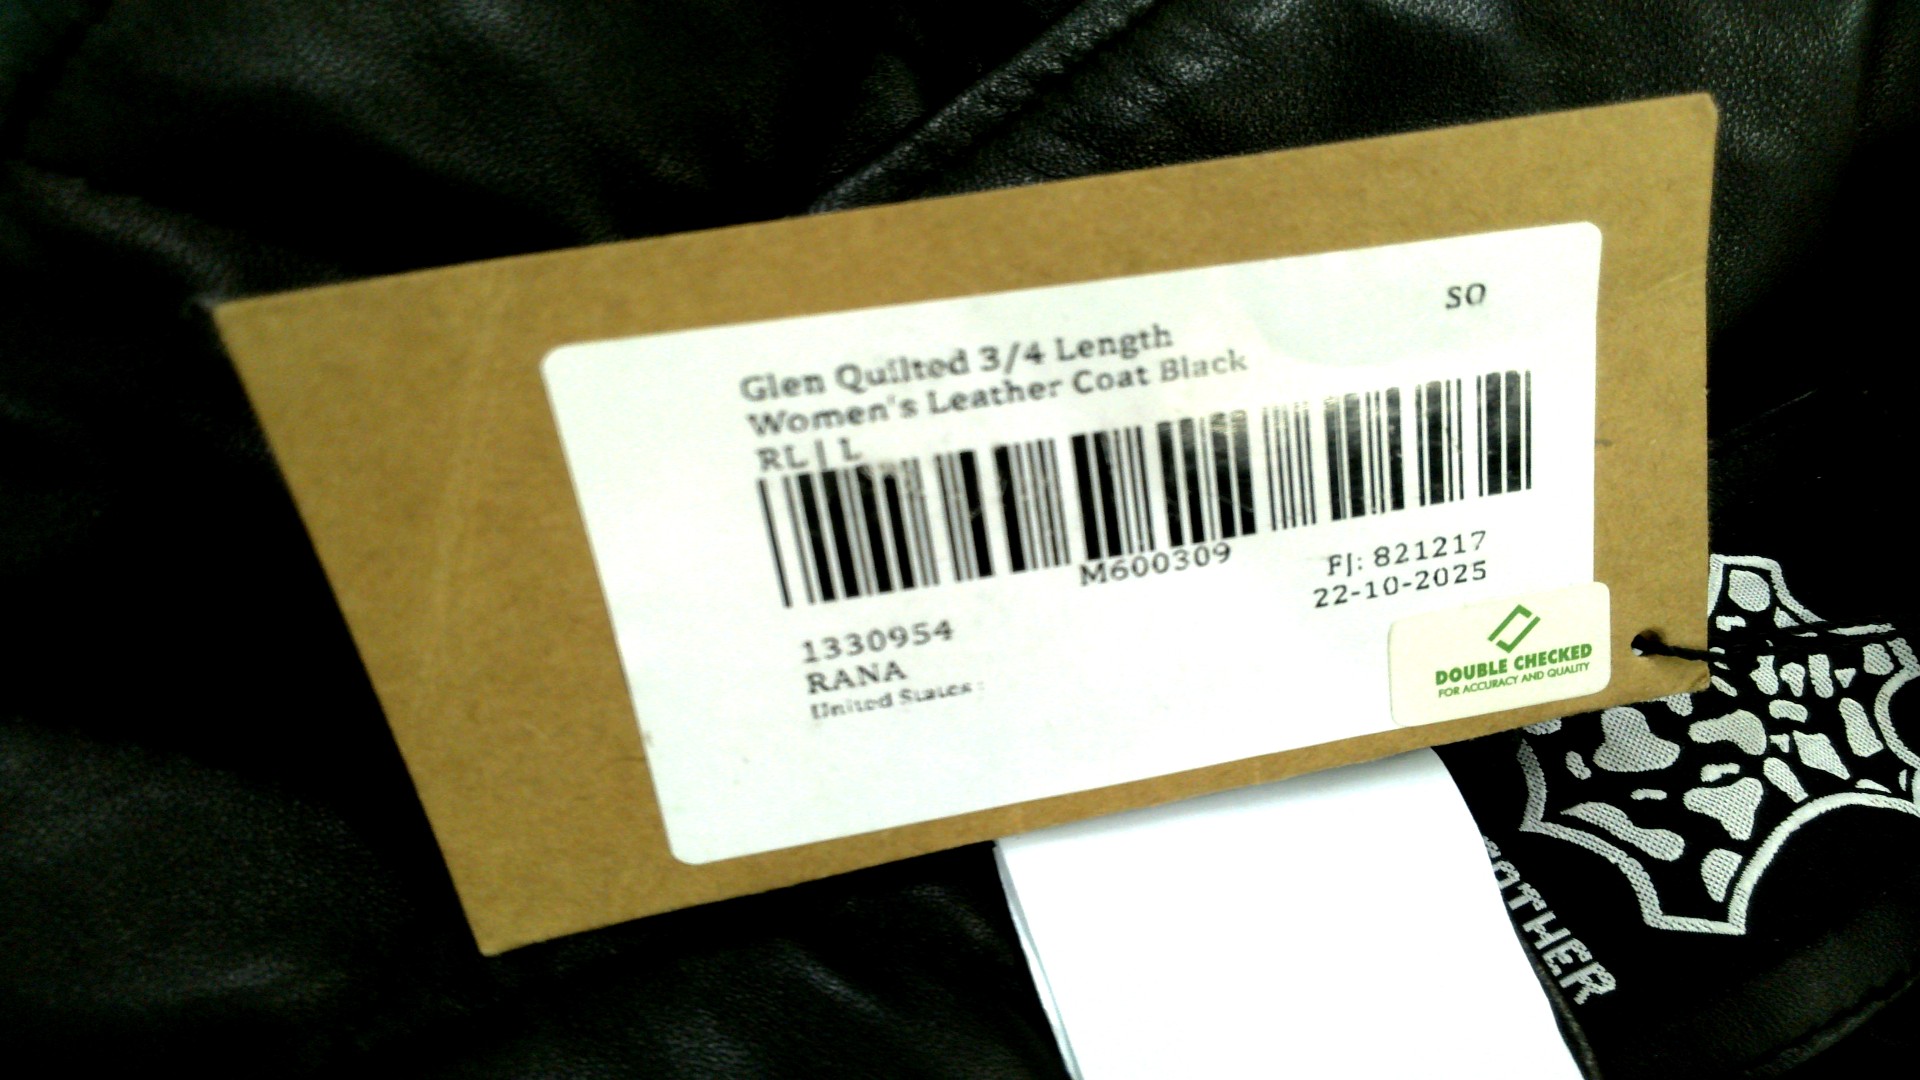 SO
Glen Quilted 3/4 Length
Women's Leather Coat Black
RL | L
M600309
FJ: 821217
22-10-2025
1330954
RANA
United States :
DOUBLE CHECKED
FOR ACCURACY AND QUALITY